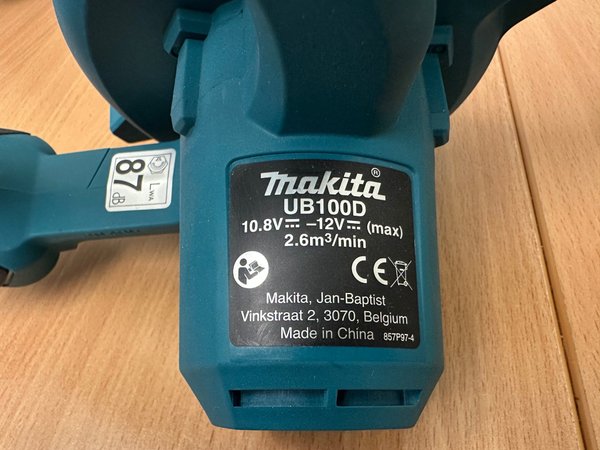 makita®
UB100D
10.8V⎓ –12V⎓ (max)
2.6m³/min
CE
Makita, Jan-Baptist
Vinkstraat 2, 3070, Belgium
Made in China 857P97-4
LWA
87
dB